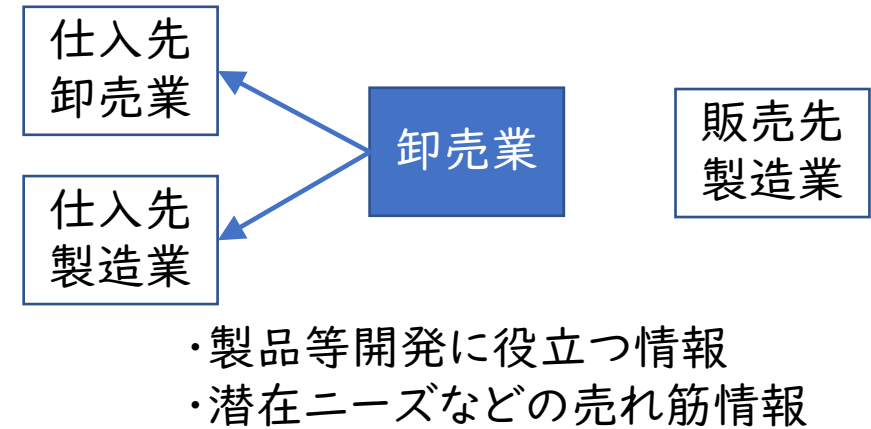 仕入先
卸売業
卸売業
販売先
製造業
仕入先
製造業
・製品等開発に役立つ情報
・潜在ニーズなどの売れ筋情報